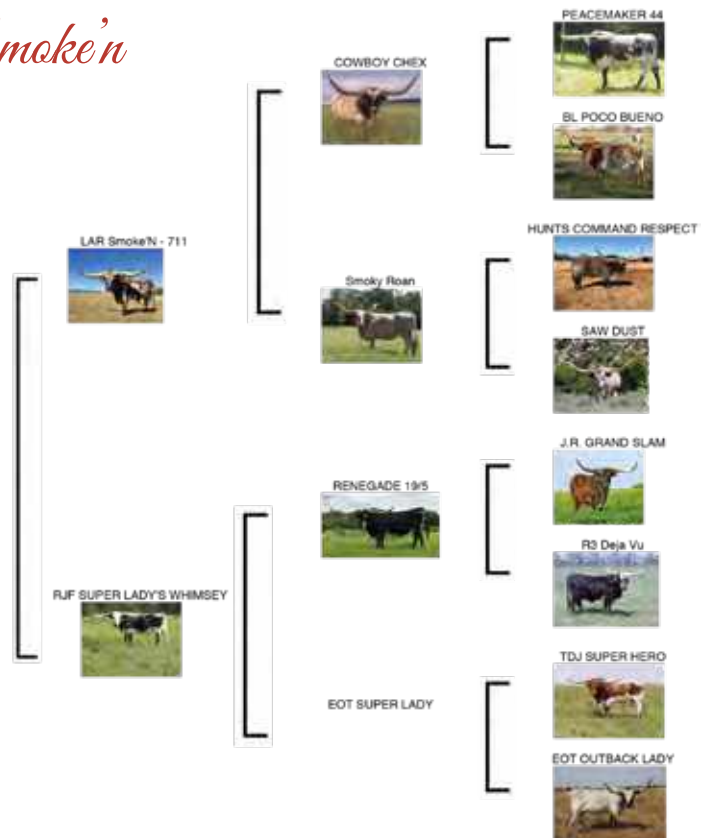 moke'n
PEACEMAKER 44
COWBOY CHEX
BL POCO BUENO
LAR Smoke'N - 711
HUNTS COMMAND RESPECT
Smoky Roan
SAW DUST
J.R. GRAND SLAM
RENEGADE 19/5
R3 Deja Vu
RJF SUPER LADY'S WHIMSEY
TDJ SUPER HERO
EOT SUPER LADY
EOT OUTBACK LADY